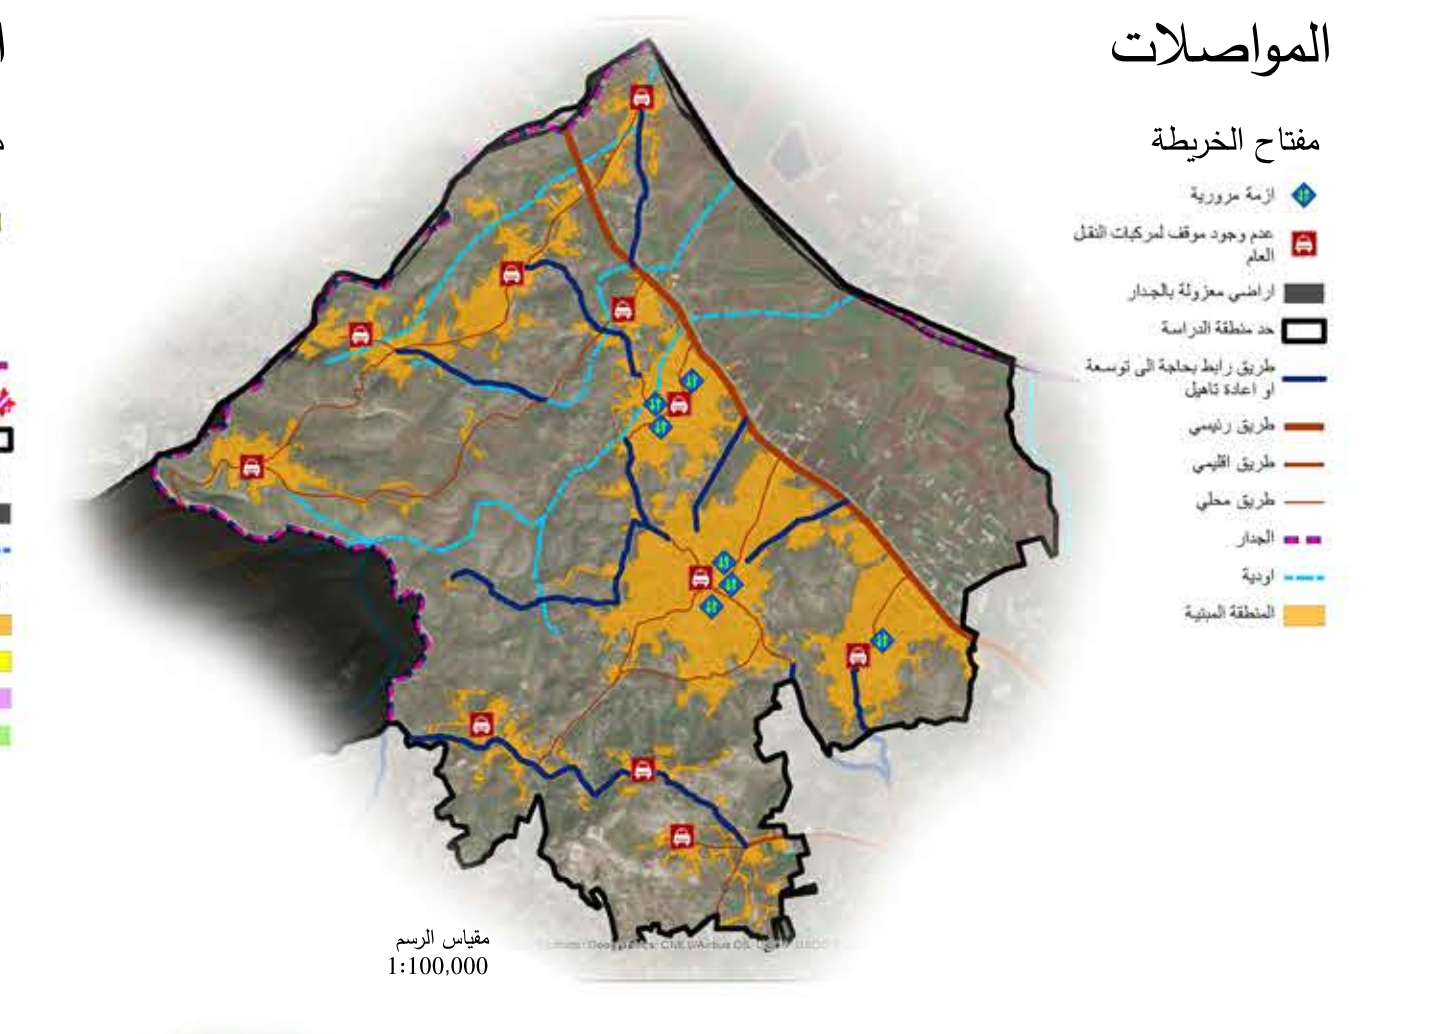 المواصلات
مفتاح الخريطة
ازمة مرورية
عدم وجود موقف لمركبات النقل
العام
اراضي معزولة بالجدار
حد منطقة الدراسة
طريق رابط بحاجة الى توسعة
او اعادة تاهيل
طريق رئيسي
طريق اقليمي
طريق محلي
الجدار
اودية
المنطقة المبنية
مقياس الرسم
1:100,000